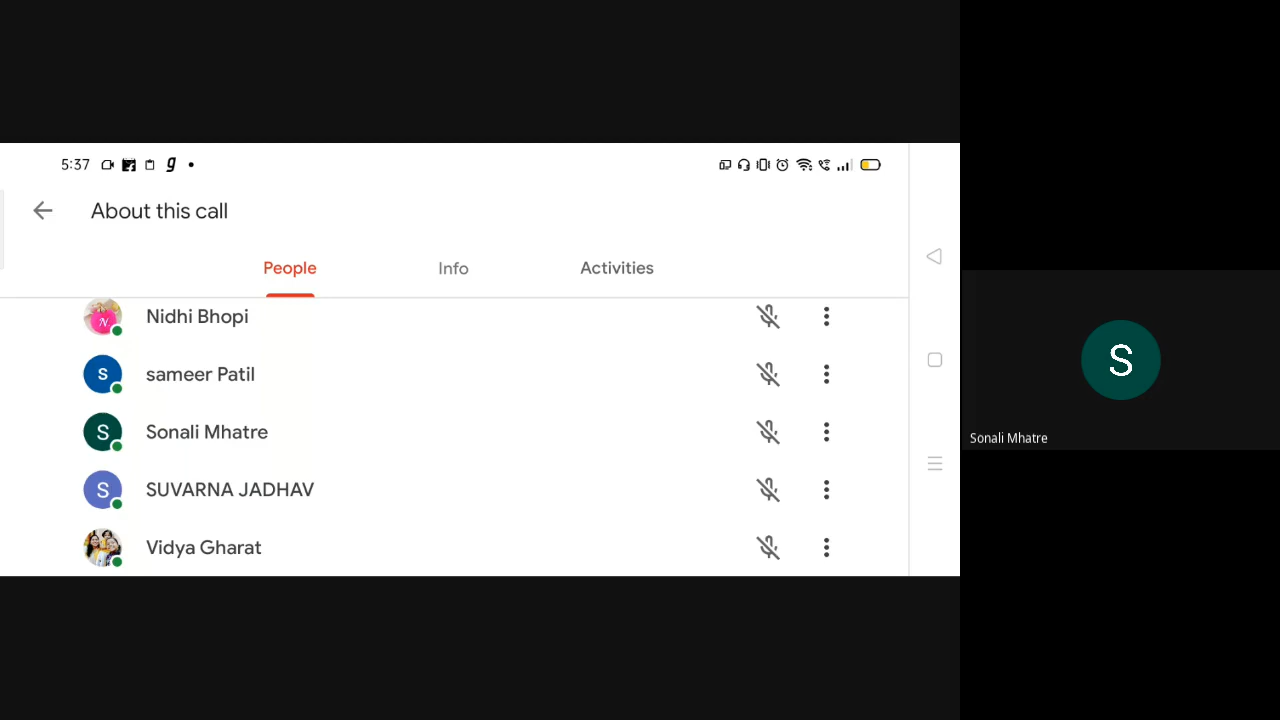 5:37
About this call
People Info Activities
N
Nidhi Bhopi
S sameer Patil
S Sonali Mhatre
S SUVARNA JADHAV
Vidya Gharat
S
Sonali Mhatre